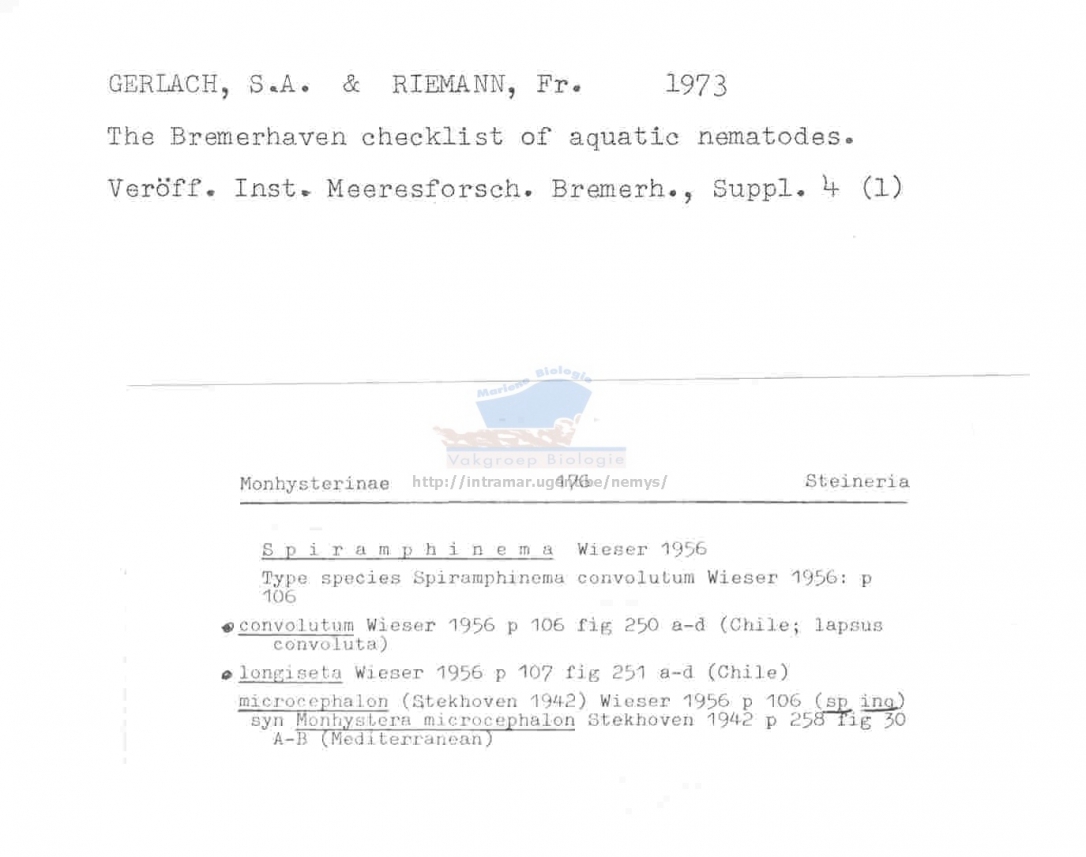 GERLACH, S.A. & RIEMANN, Fr. 1973
The Bremerhaven checklist of aquatic nematodes.
Veröff. Inst. Meeresforsch. Bremerh., Suppl. 4 (1)
Mariene Biologie
Vakgroep Biologie
Monhysterinae 176 Steineria
http://intramar.ugent.be/nemys/
S p i r a m p h i n e m a Wieser 1956
Type species Spiramphinema convolutum Wieser 1956: p
106
convolutum Wieser 1956 p 106 fig 250 a-d (Chile; lapsus
convoluta)
longiseta Wieser 1956 p 107 fig 251 a-d (Chile)
microcephalon (Stekhoven 1942) Wieser 1956 p 106 (sp inq)
syn Monhystera microcephalon Stekhoven 1942 p 258 fig 30
A-B (Mediterranean)